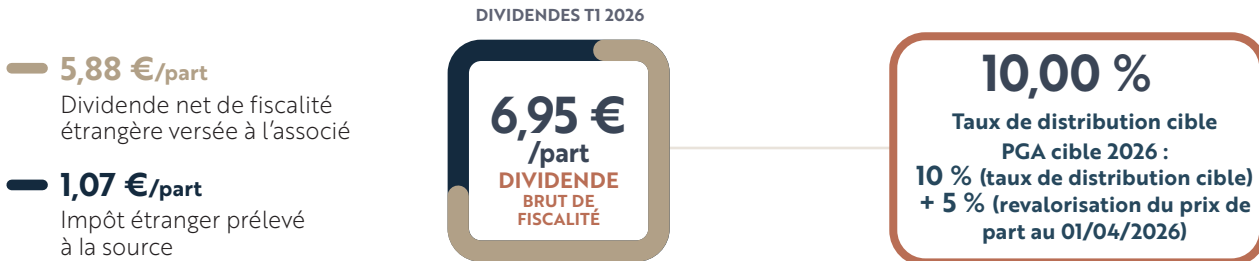 DIVIDENDES T1 2026
5,88 €/part
Dividende net de fiscalité
étrangère versée à l'associé
1,07 €/part
Impôt étranger prélevé
à la source
6,95 €
/part
DIVIDENDE
BRUT DE
FISCALITÉ
10,00 %
Taux de distribution cible
PGA cible 2026 :
10 % (taux de distribution cible)
+ 5 % (revalorisation du prix de
part au 01/04/2026)